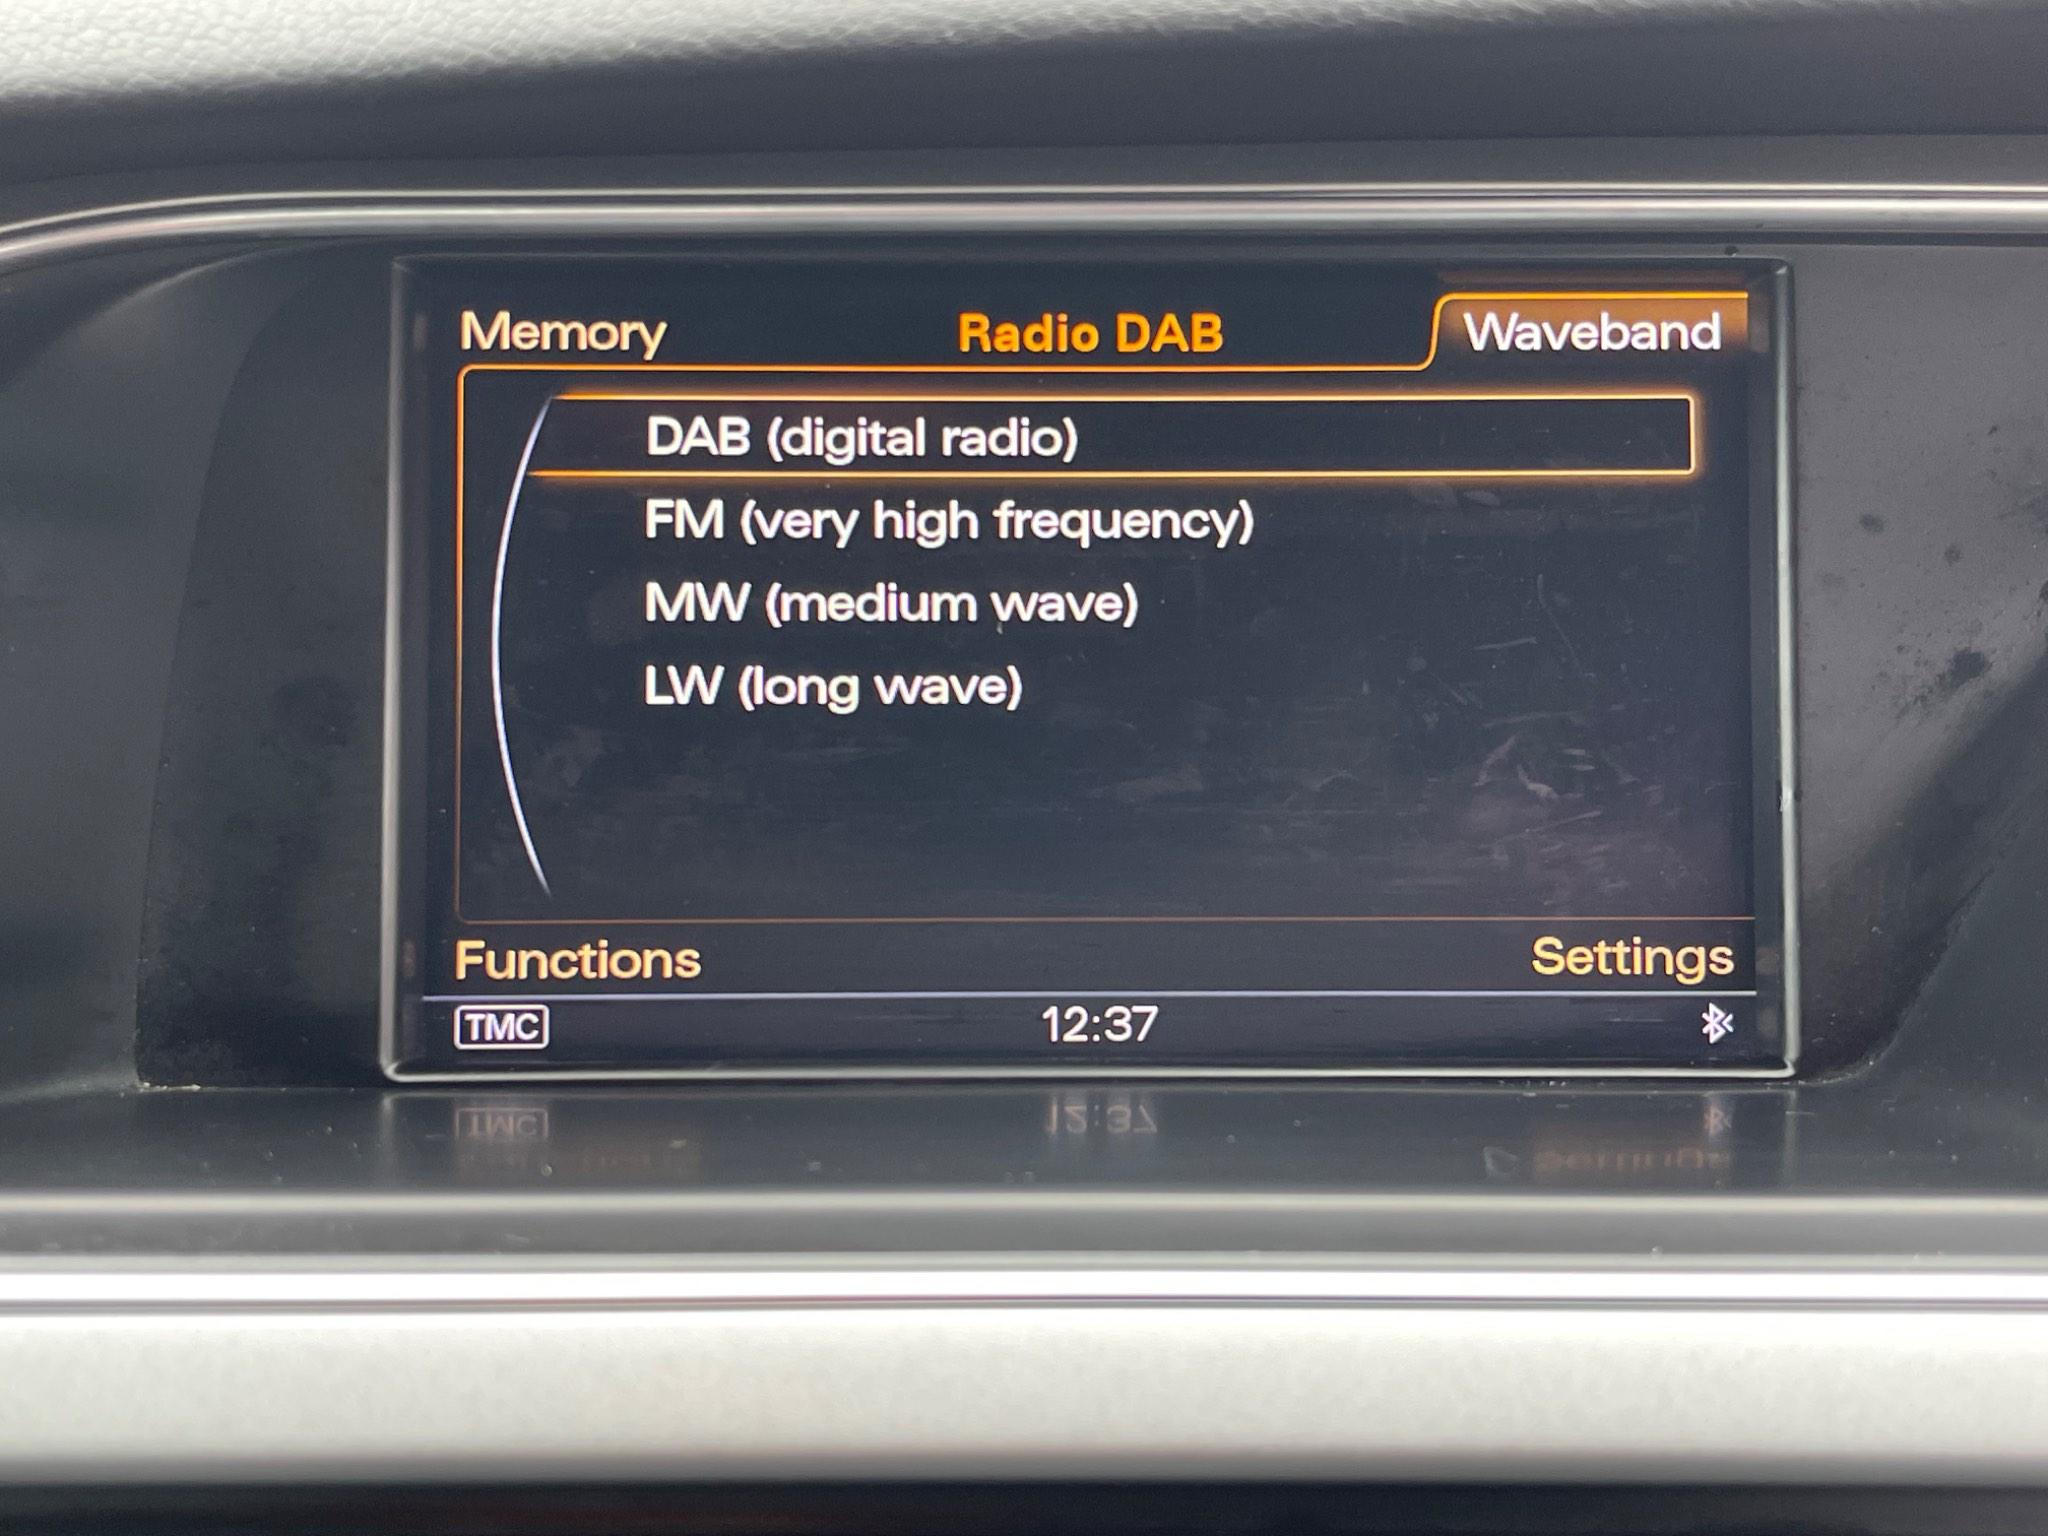 Memory Radio DAB Waveband
DAB (digital radio)
FM (very high frequency)
MW (medium wave)
LW (long wave)
Functions Settings
TMC 12:37